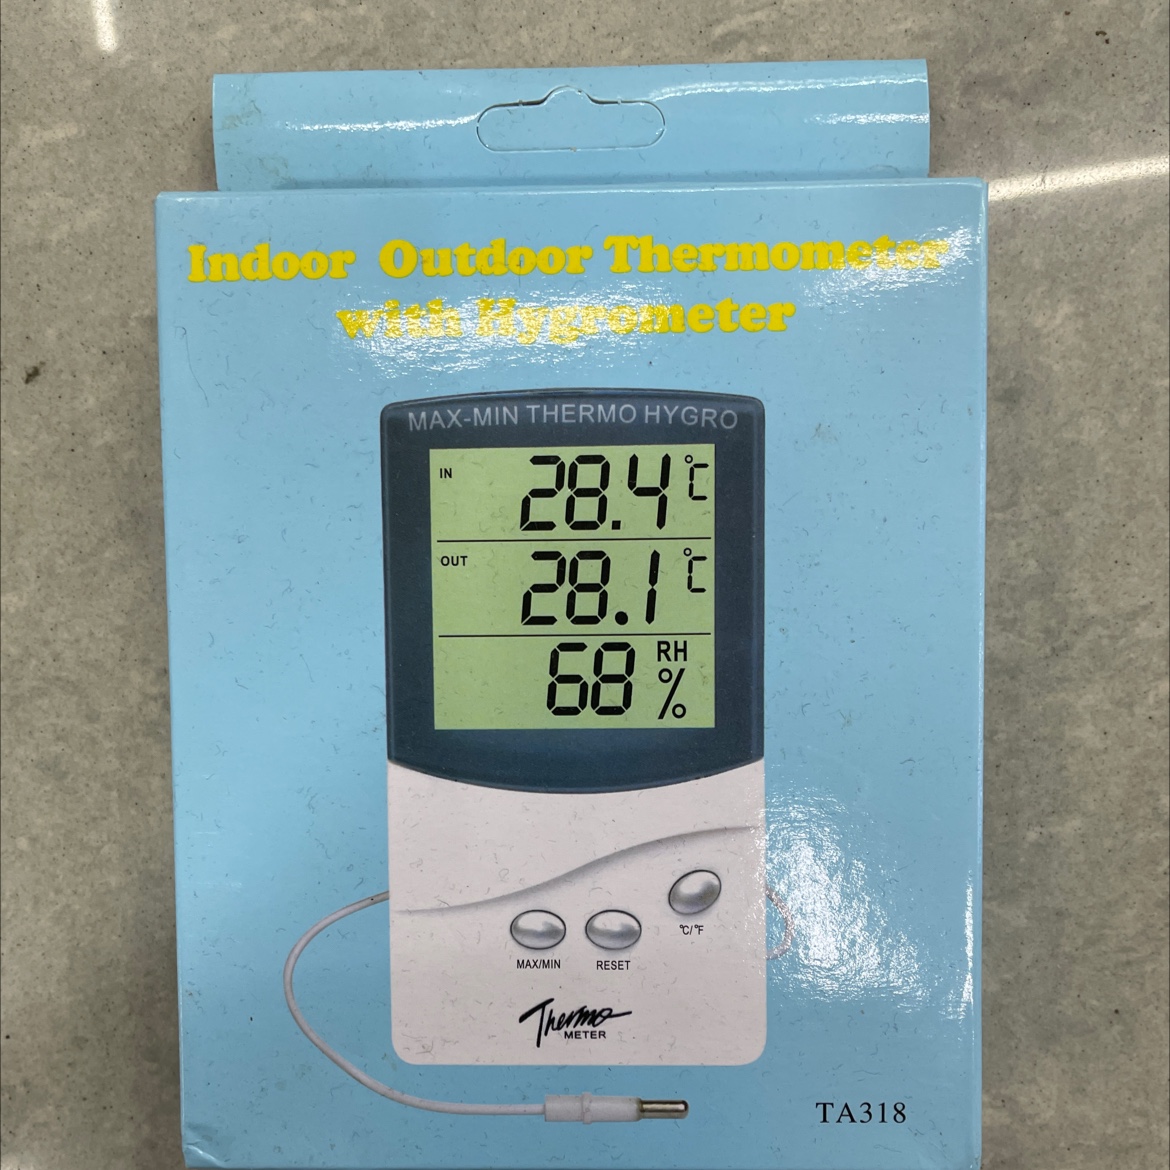 Indoor Outdoor Thermometer
with Hygrometer
MAX-MIN THERMO HYGRO
IN 28.4 °C
OUT 28.1 °C
68 RH %
°C/°F
MAX/MIN RESET
Thermo
METER
TA318